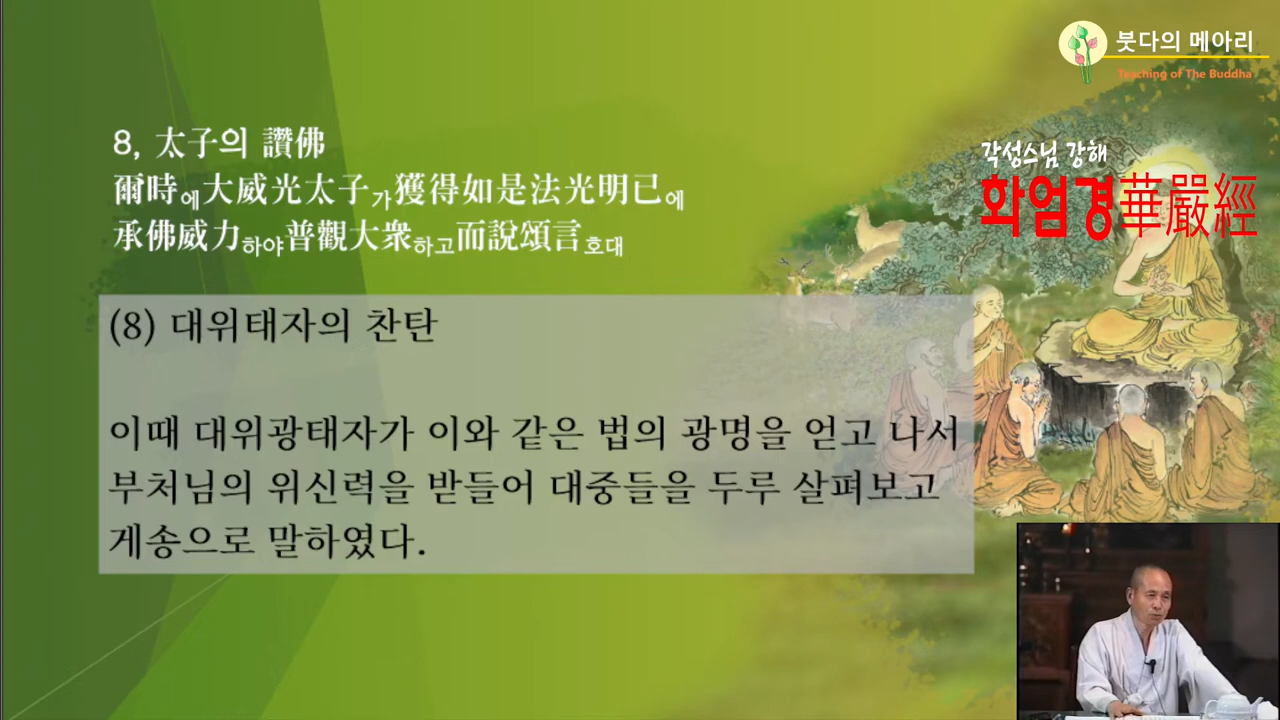 붓다의 메아리
Teaching of The Buddha
각성스님 강해
화엄경華嚴經
8, 太子의 讚佛
爾時에大威光太子가獲得如是法光明已에
承佛威力하야普觀大衆하고而說頌言호대
(8) 대위태자의 찬탄
이때 대위광태자가 이와 같은 법의 광명을 얻고 나서
부처님의 위신력을 받들어 대중들을 두루 살펴보고
게송으로 말하였다.